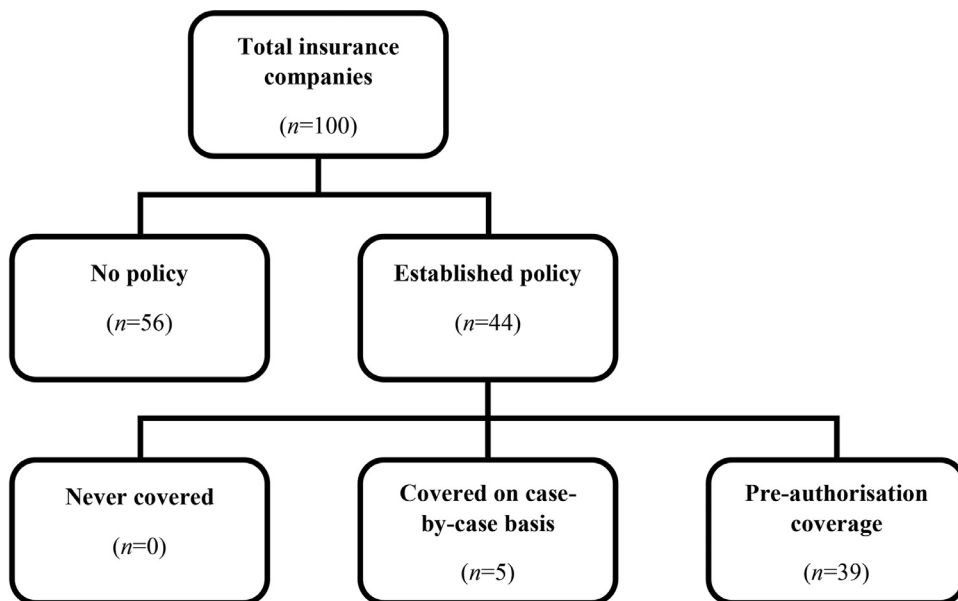 Total insurance
companies
(n=100)
No policy
(n=56)
Established policy
(n=44)
Never covered
(n=0)
Covered on case-
by-case basis
(n=5)
Pre-authorisation
coverage
(n=39)